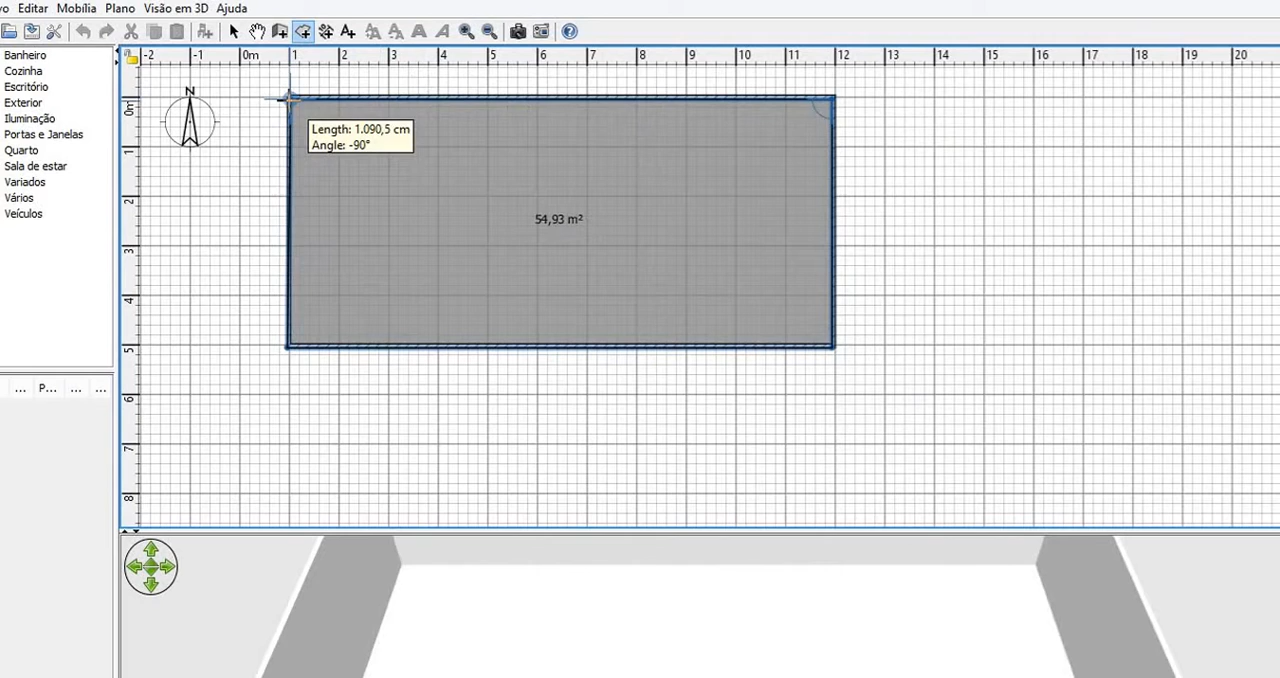 vo Editar Mobília Plano Visão em 3D Ajuda
Banheiro
Cozinha
Escritório
Exterior
Iluminação
Portas e Janelas
Quarto
Sala de estar
Variados
Vários
Veículos
... P... ... ...
-2 -1 0m 1 2 3 4 5 6 7 8 9 10 11 12 13 14 15 16 17 18 19 20
N
0m
1
2
3
4
5
6
7
8
Length: 1.090,5 cm
Angle: -90°
54,93 m²